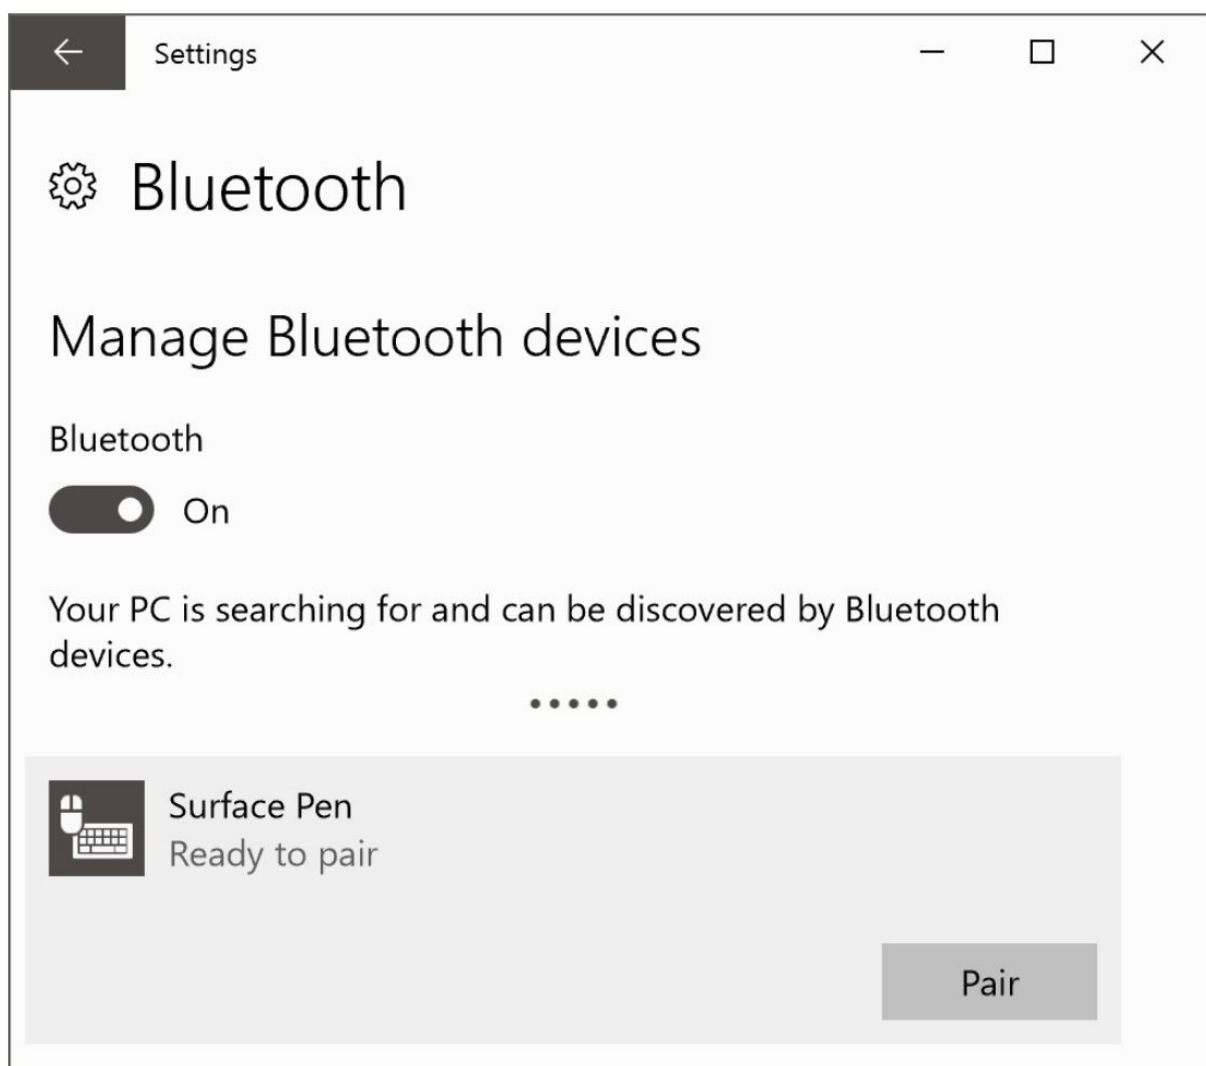 Settings
Bluetooth
Manage Bluetooth devices
Bluetooth
On
Your PC is searching for and can be discovered by Bluetooth
devices.
Surface Pen
Ready to pair
Pair